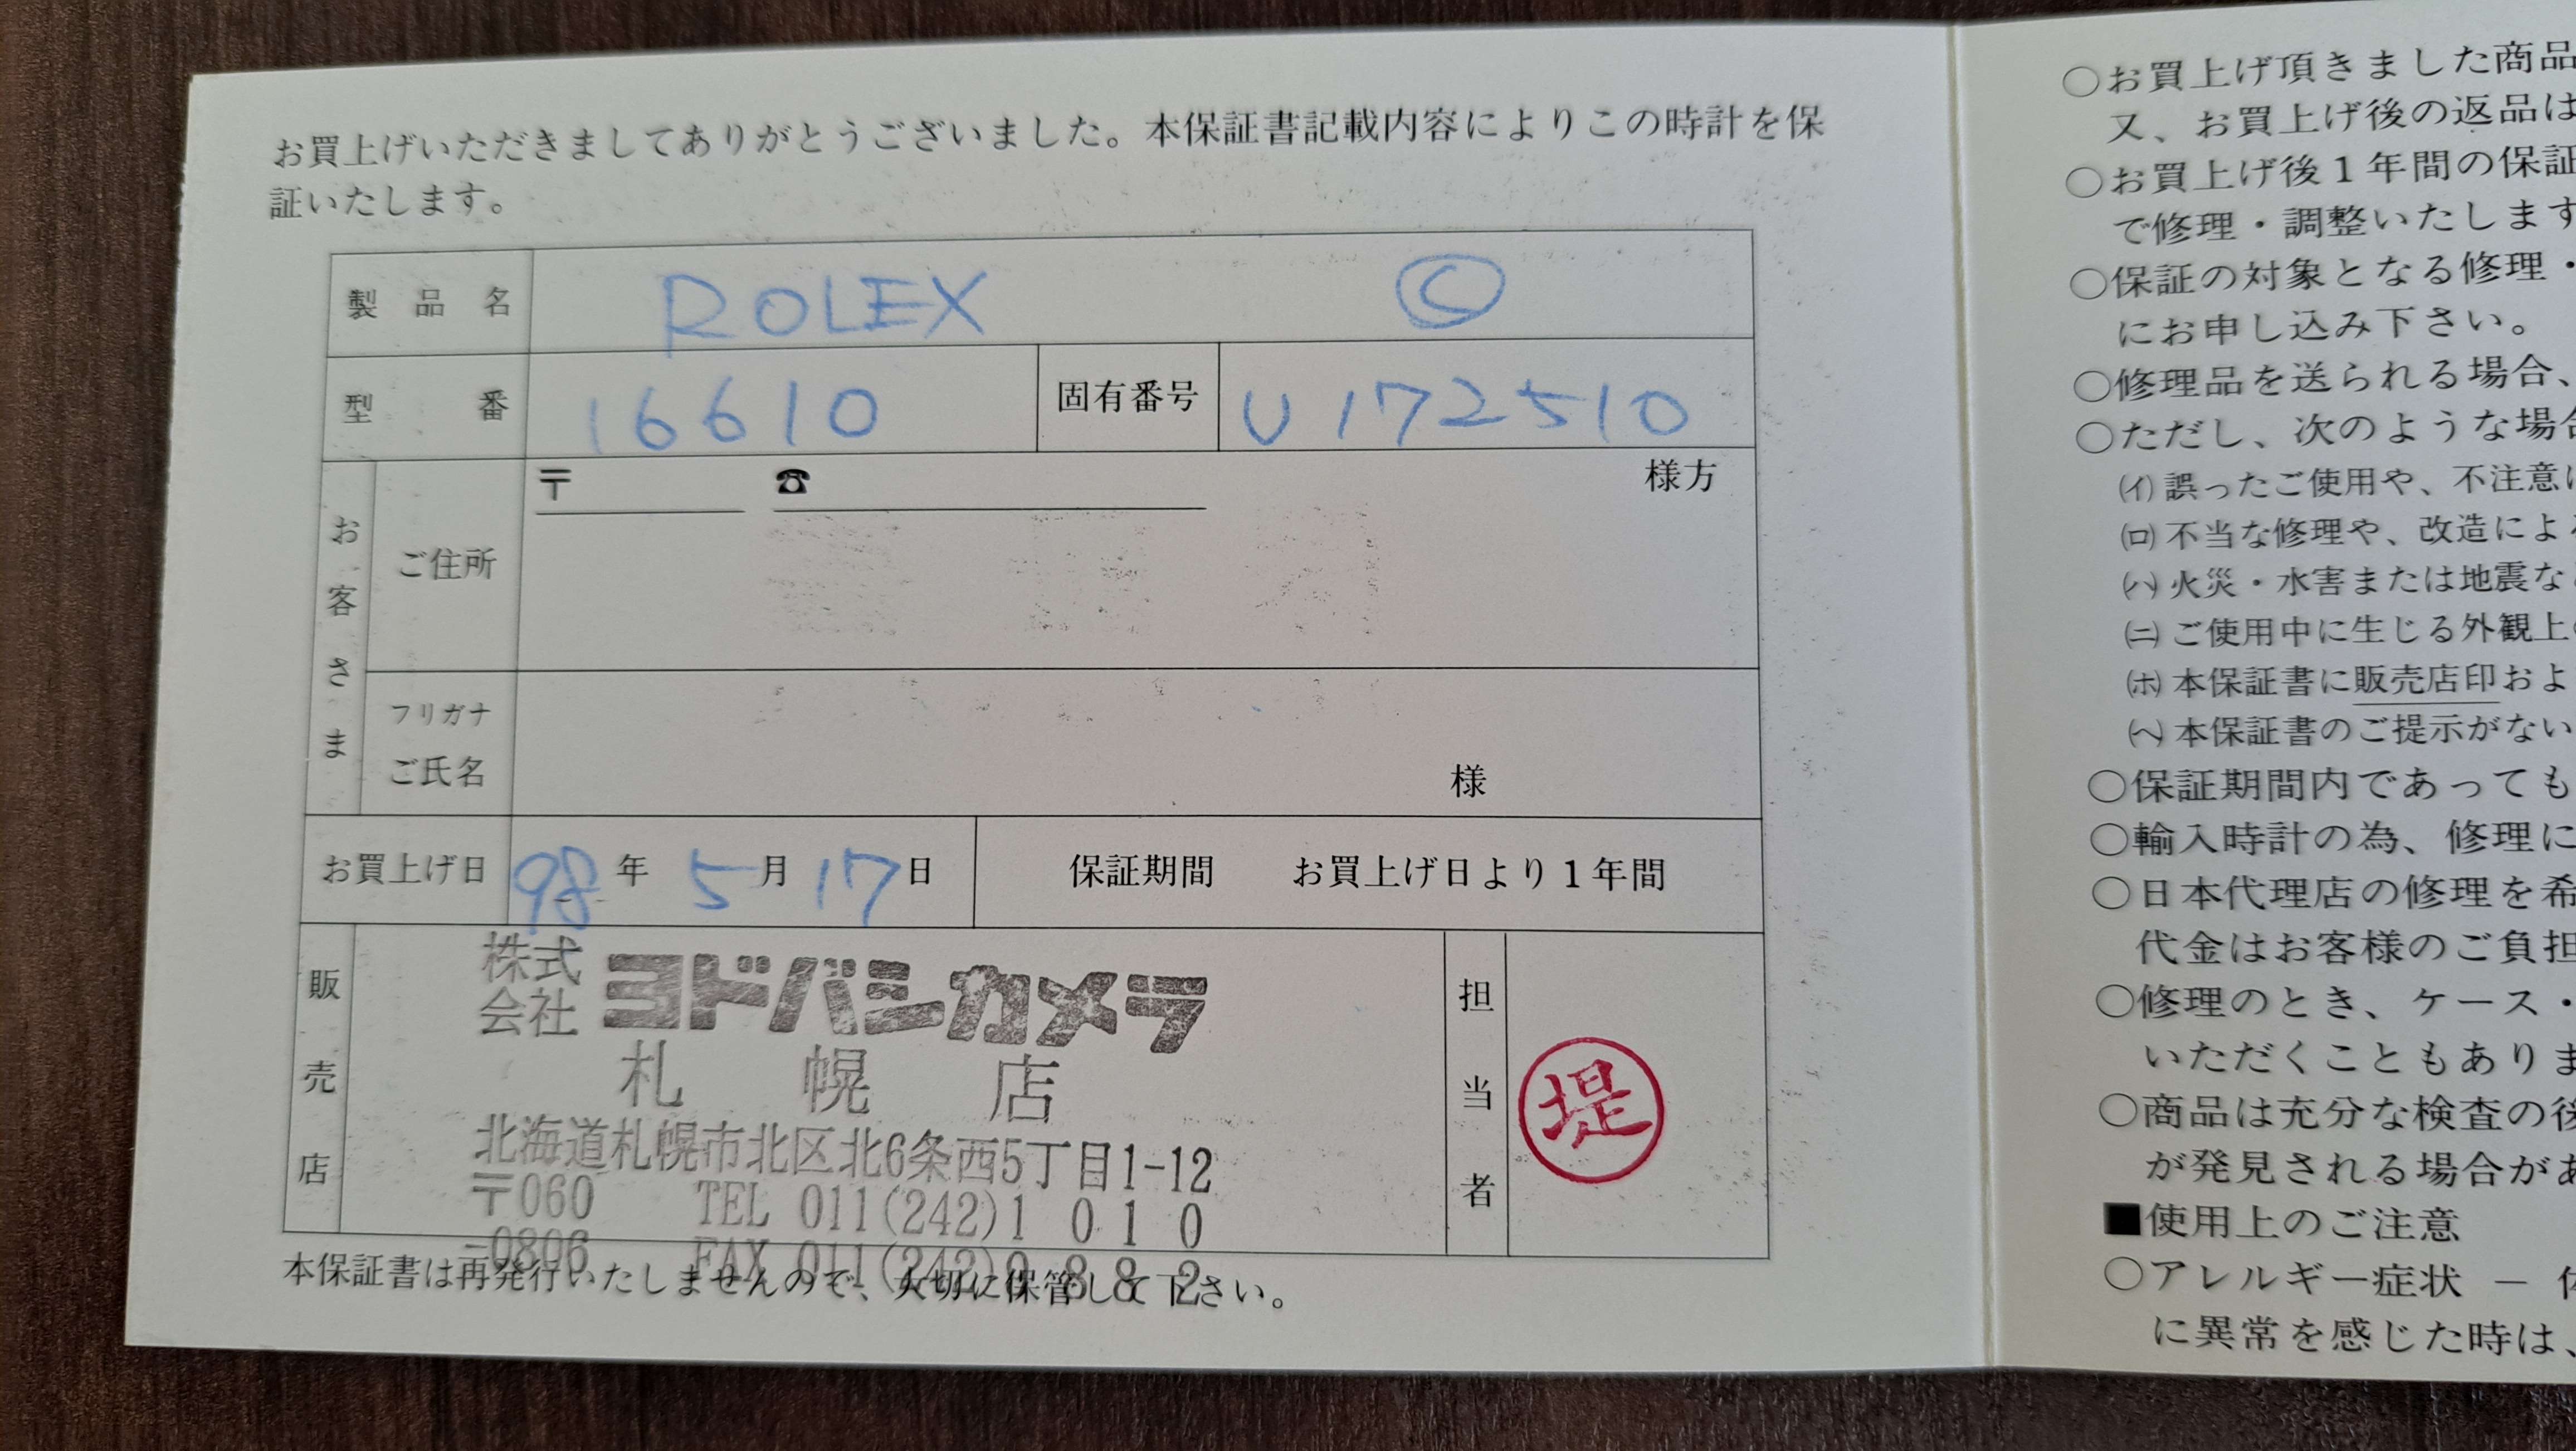 お買上げいただきましてありがとうございました。本保証書記載内容によりこの時計を保
証いたします。
製品名 ROLEX Ⓒ
型番 16610 固有番号 U172510
お客さま
ご住所 〒 ☎ 様方
フリガナ
ご氏名 様
お買上げ日 98年 5月 17日 保証期間 お買上げ日より1年間
販売店
株式会社 ヨドバシカメラ
札幌店
北海道札幌市北区北6条西5丁目1-12
〒060-0806 TEL 011(242)1010
FAX 011(242)0882
担当者 堤
本保証書は再発行いたしませんので、大切に保管して下さい。
○お買上げ頂きました商品
又、お買上げ後の返品は
○お買上げ後1年間の保証
で修理・調整いたします
○保証の対象となる修理・
にお申し込み下さい。
○修理品を送られる場合、
○ただし、次のような場合
(イ)誤ったご使用や、不注意に
(ロ)不当な修理や、改造による
(ハ)火災・水害または地震な
(ニ)ご使用中に生じる外観上の
(ホ)本保証書に販売店印およ
(ヘ)本保証書のご提示がない
○保証期間内であっても
○輸入時計の為、修理に
○日本代理店の修理を希
代金はお客様のご負担
○修理のとき、ケース・
いただくこともありま
○商品は充分な検査の後
が発見される場合があ
■使用上のご注意
○アレルギー症状 － 体
に異常を感じた時は、